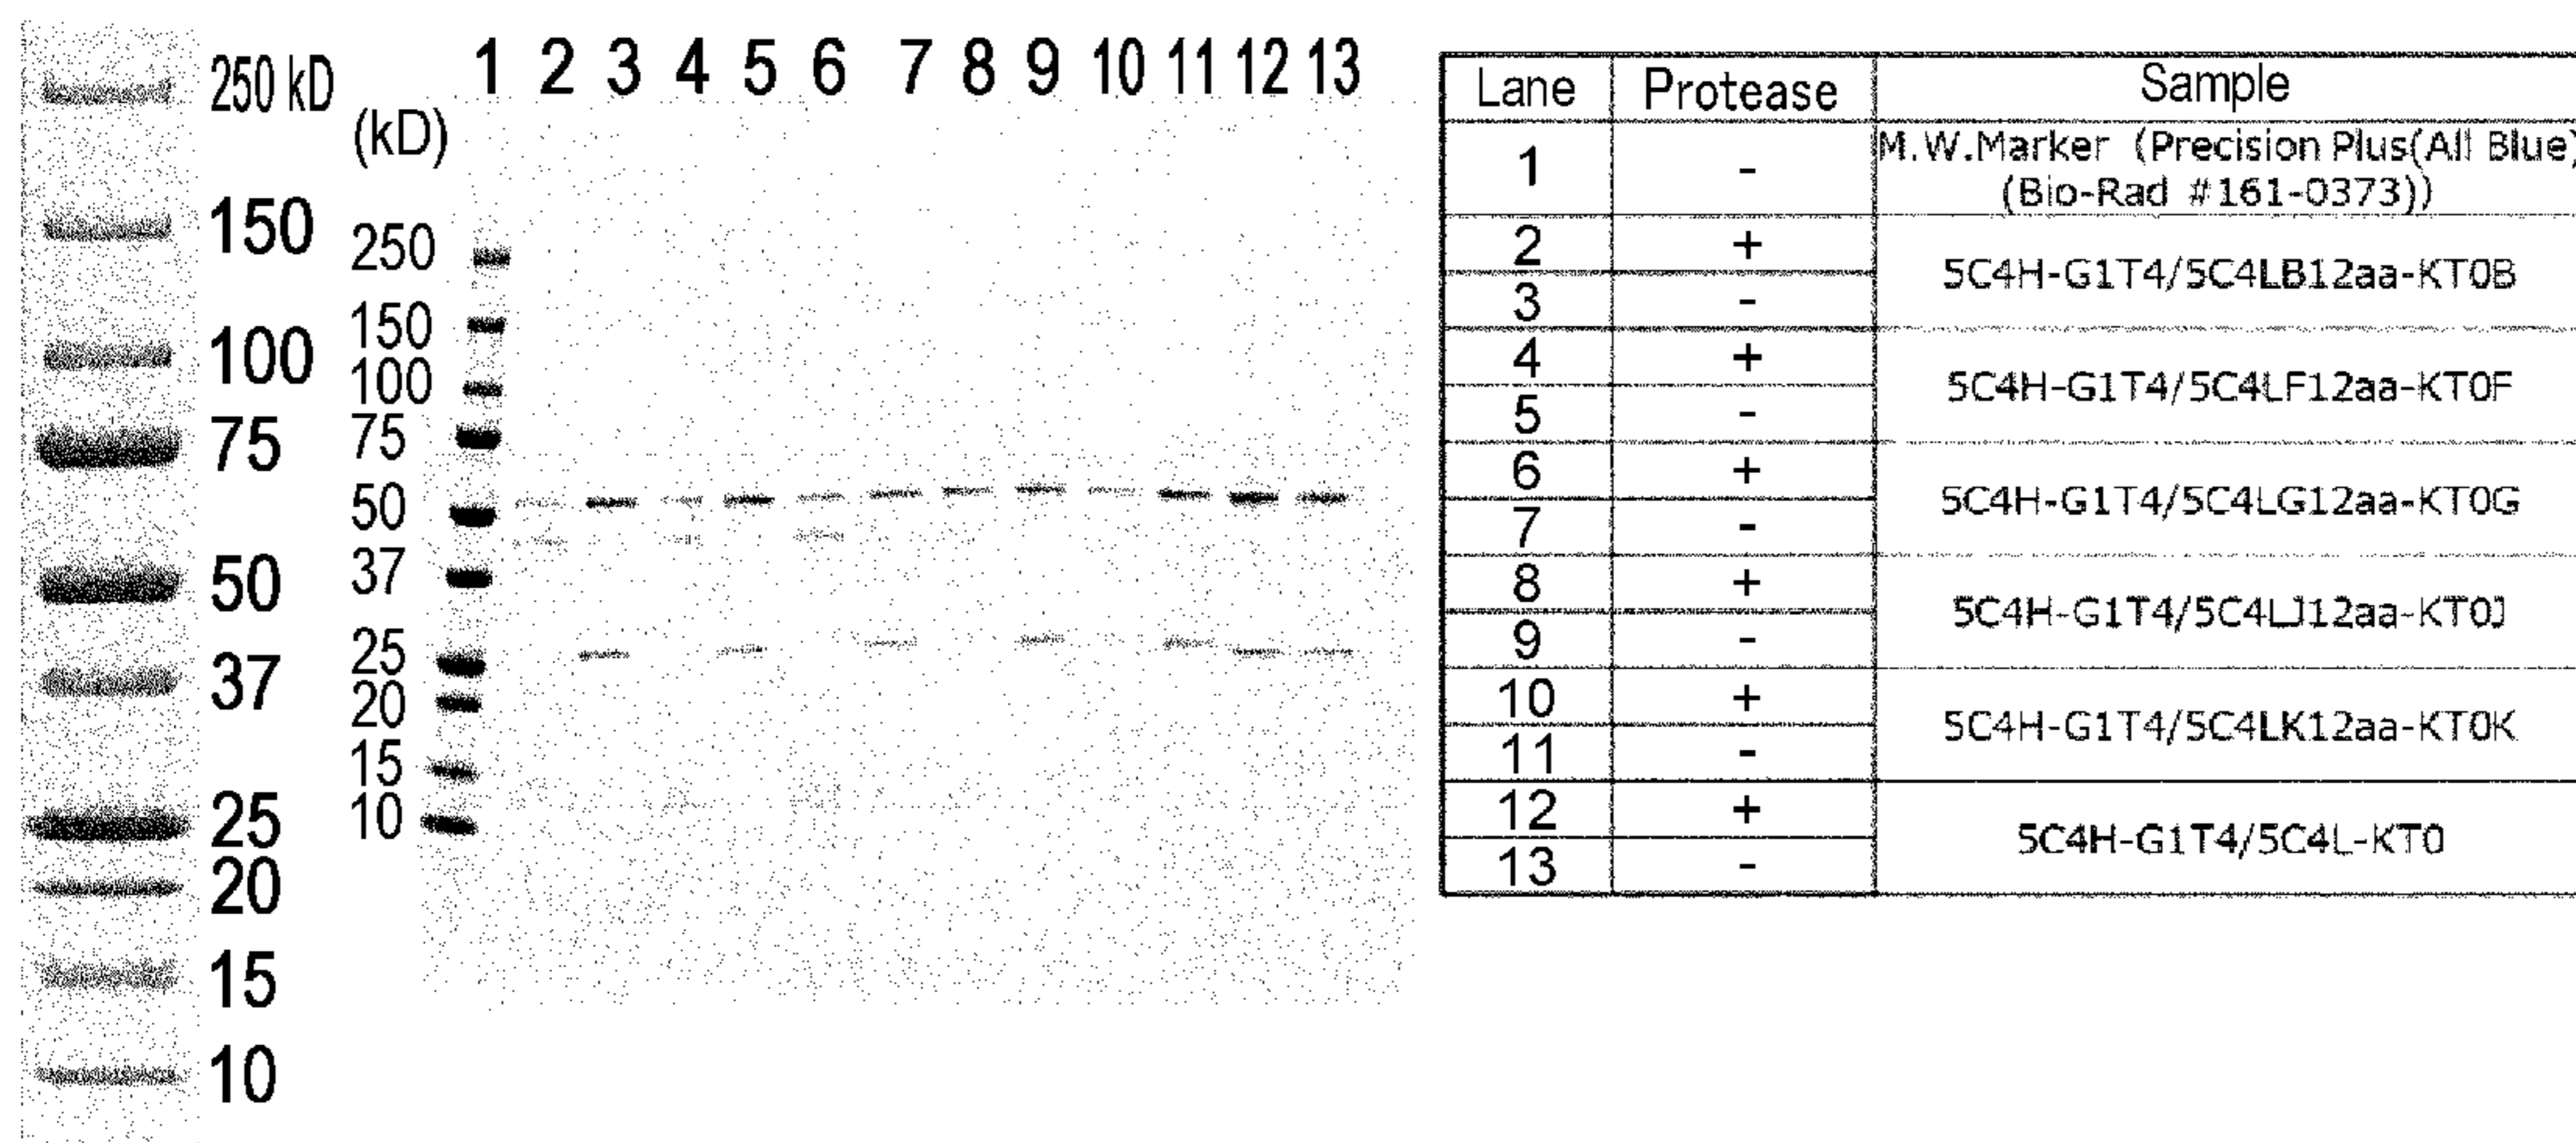 250 kD
150
100
75
50
37
25
20
15
10
(kD)
250
150
100
75
50
37
25
20
15
10
1 2 3 4 5 6 7 8 9 10 11 12 13
Lane Protease Sample
1 - M.W.Marker (Precision Plus(All Blue)
(Bio-Rad #161-0373))
2 +
5C4H-G1T4/5C4LB12aa-KT0B
3 -
4 +
5C4H-G1T4/5C4LF12aa-KT0F
5 -
6 +
5C4H-G1T4/5C4LG12aa-KT0G
7 -
8 +
5C4H-G1T4/5C4LJ12aa-KT0J
9 -
10 +
5C4H-G1T4/5C4LK12aa-KT0K
11 -
12 +
5C4H-G1T4/5C4L-KT0
13 -